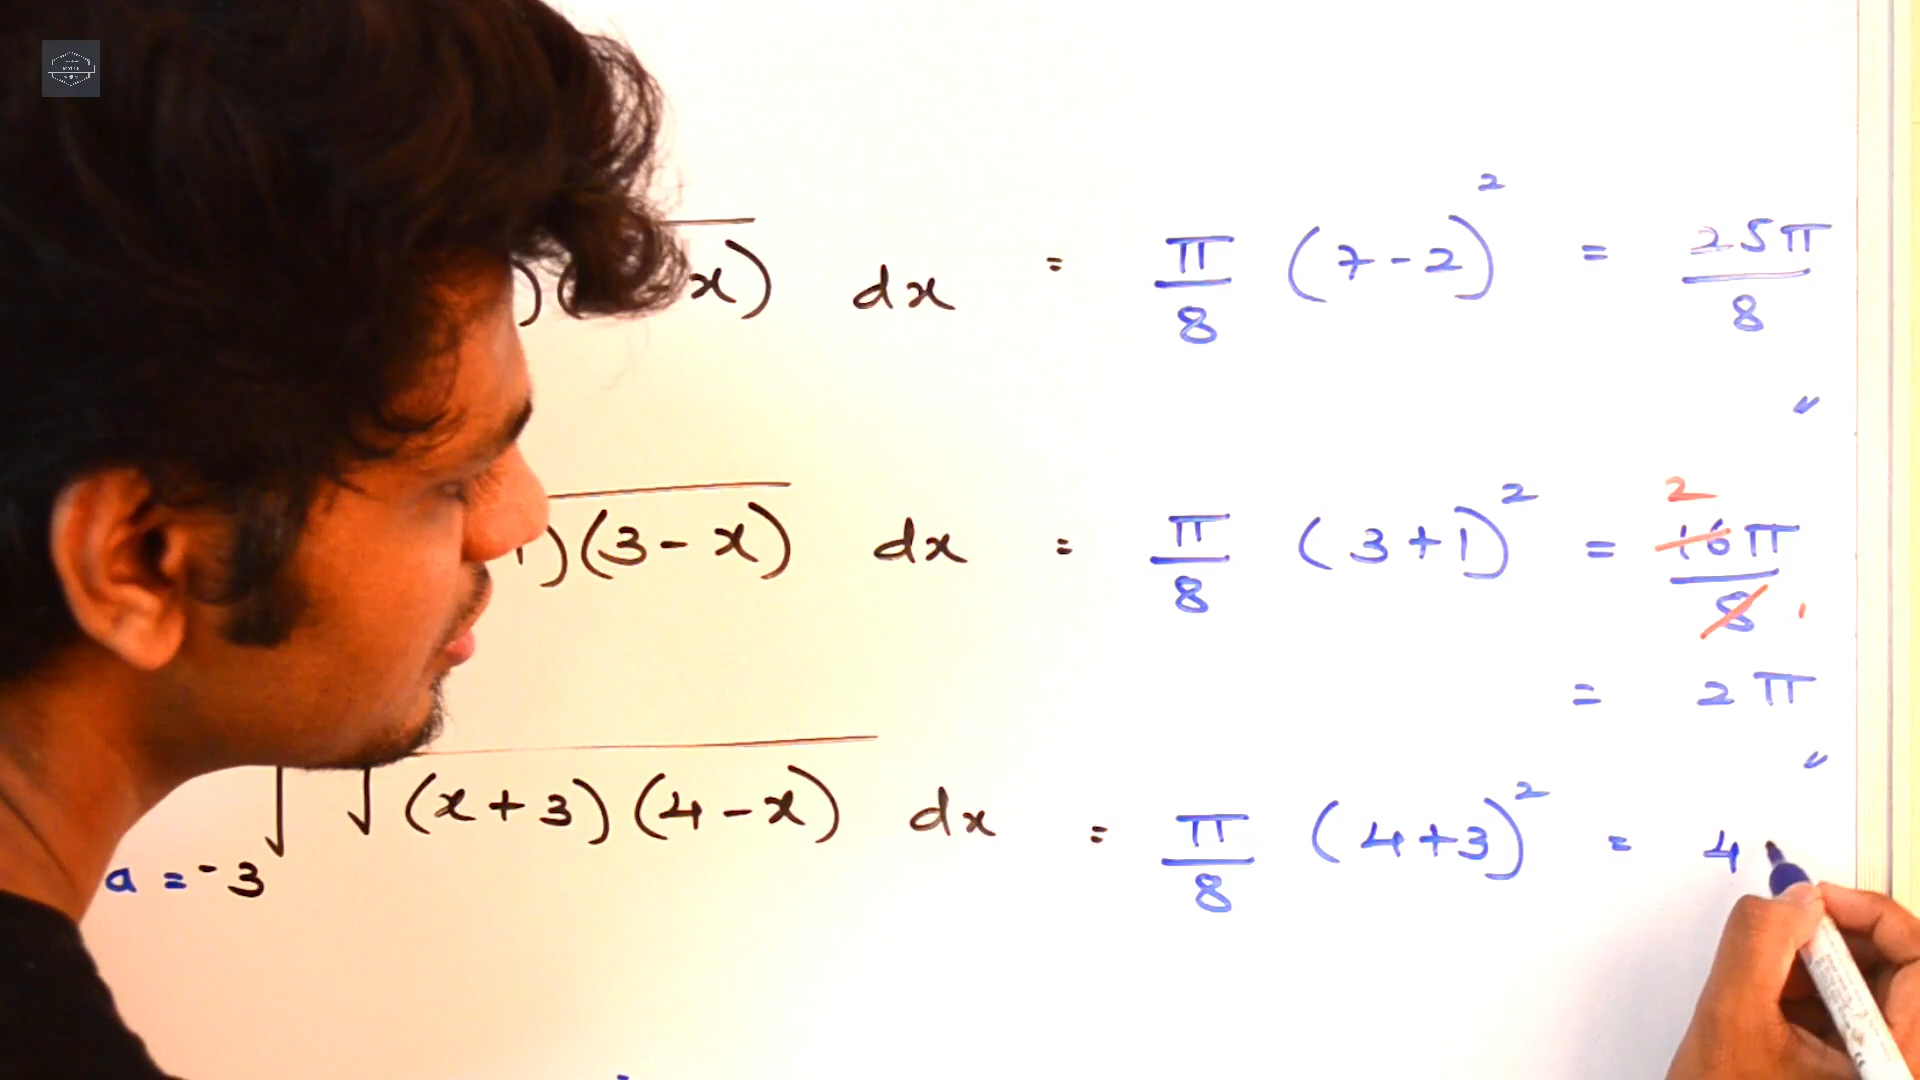 x) dx = π/8 (7-2)² = 25π/8
)(3-x) dx = π/8 (3+1)² = 16π/8 2 1
= 2π
∫ √(x+3)(4-x) dx = π/8 (4+3)² = 4
a = -3